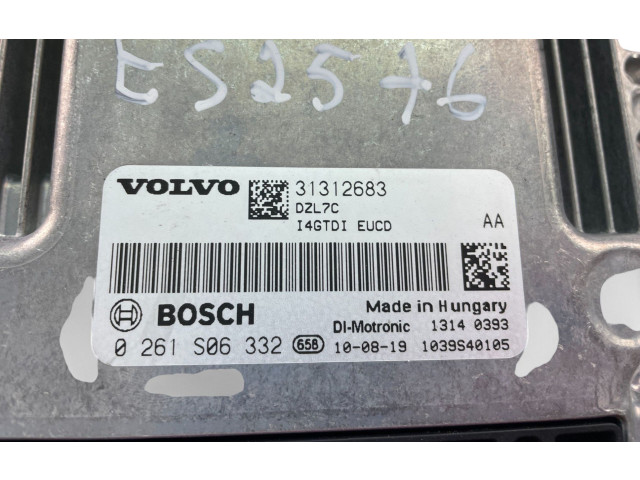 ES2576
VOLVO 31312683
DZL7C
I4GTDI EUCD AA
BOSCH Made in Hungary
DI-Motronic 1314 0393
0 261 S06 332 658 10-08-19 1039S40105